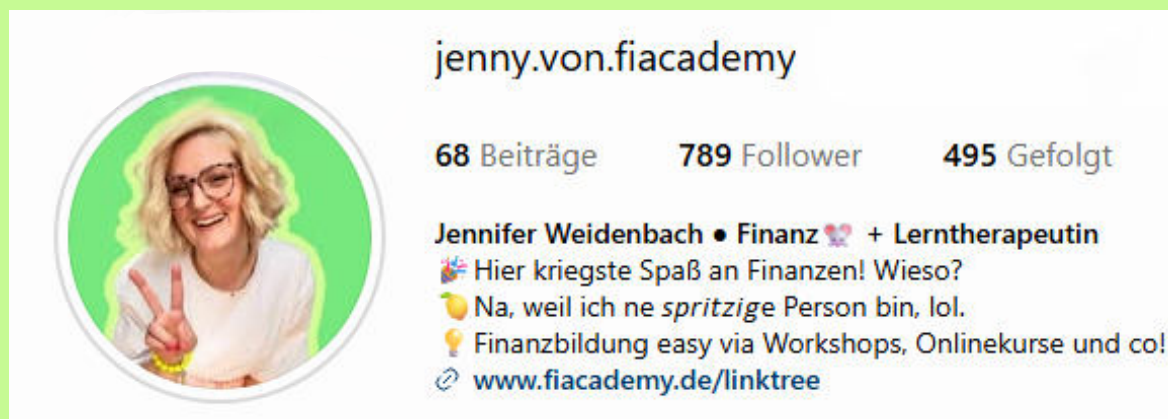 jenny.von.fiacademy
68 Beiträge 789 Follower 495 Gefolgt
Jennifer Weidenbach ● Finanz🐭 + Lerntherapeutin
🎉 Hier kriegste Spaß an Finanzen! Wieso?
🍋 Na, weil ich ne spritzige Person bin, lol.
💡 Finanzbildung easy via Workshops, Onlinekurse und co!
🔗 www.fiacademy.de/linktree